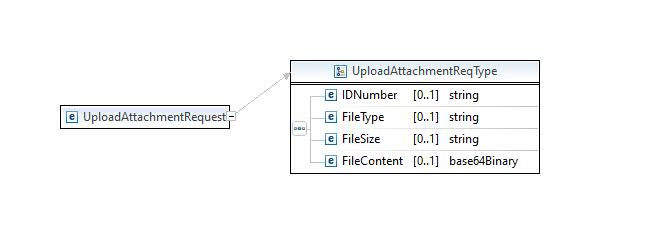 UploadAttachmentReqType
e IDNumber [0..1] string
e UploadAttachmentRequest
e FileType [0..1] string
e FileSize [0..1] string
e FileContent [0..1] base64Binary